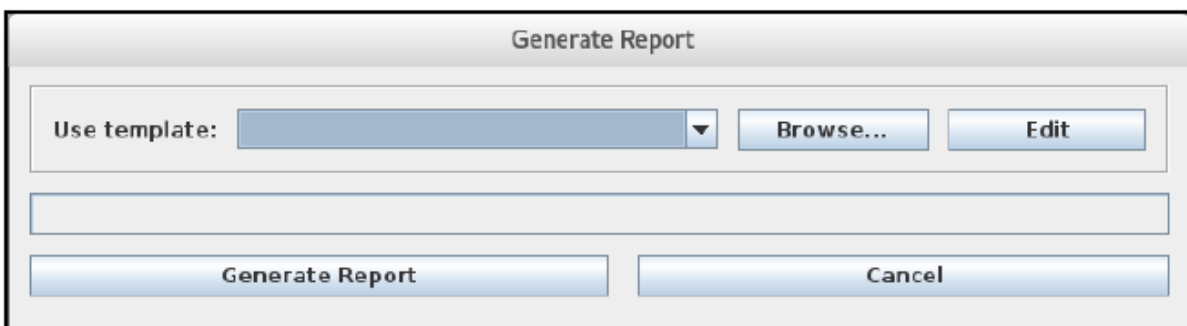 Generate Report
Use template: Browse... Edit
Generate Report Cancel